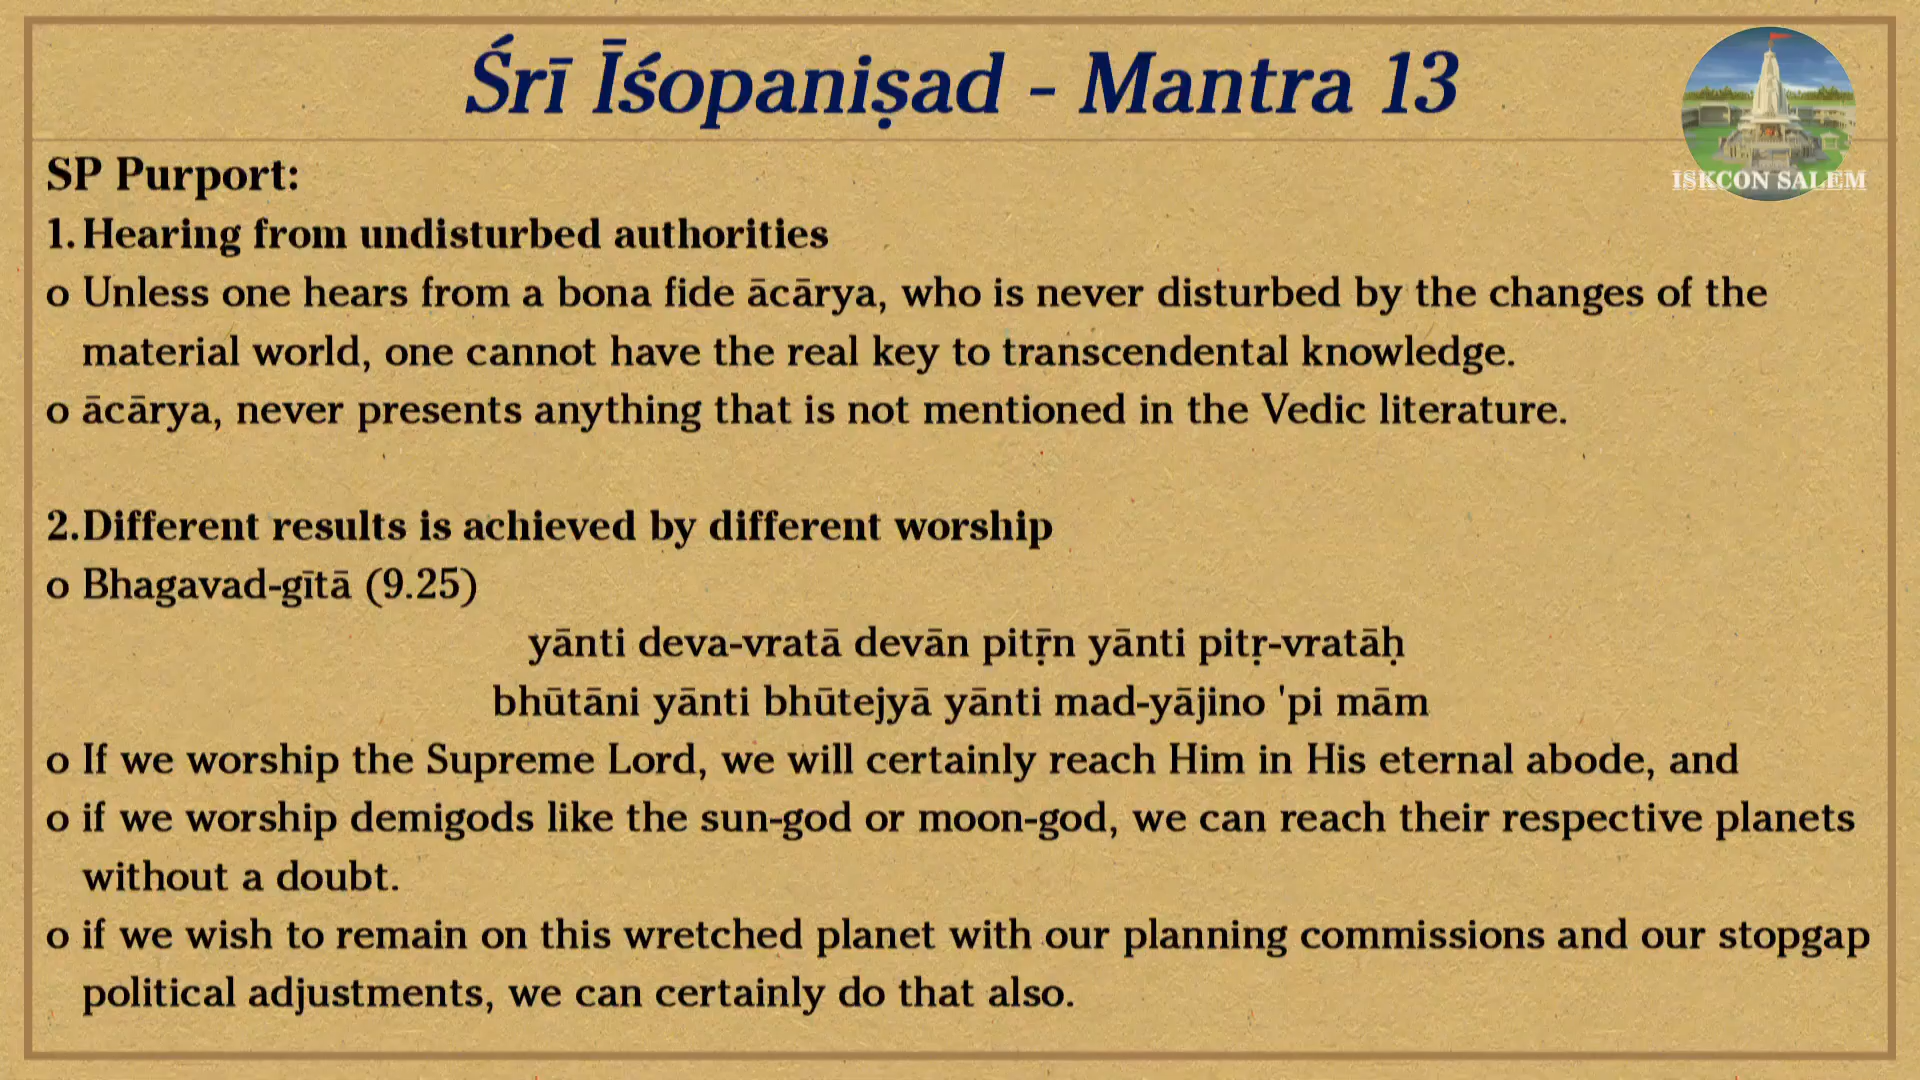 Śrī Īśopaniṣad - Mantra 13
ISKCON SALEM
SP Purport:
1. Hearing from undisturbed authorities
o Unless one hears from a bona fide ācārya, who is never disturbed by the changes of the
material world, one cannot have the real key to transcendental knowledge.
o ācārya, never presents anything that is not mentioned in the Vedic literature.
2.Different results is achieved by different worship
o Bhagavad-gītā (9.25)
yānti deva-vratā devān pitṝn yānti pitṛ-vratāḥ
bhūtāni yānti bhūtejyā yānti mad-yājino 'pi mām
o If we worship the Supreme Lord, we will certainly reach Him in His eternal abode, and
o if we worship demigods like the sun-god or moon-god, we can reach their respective planets
without a doubt.
o if we wish to remain on this wretched planet with our planning commissions and our stopgap
political adjustments, we can certainly do that also.